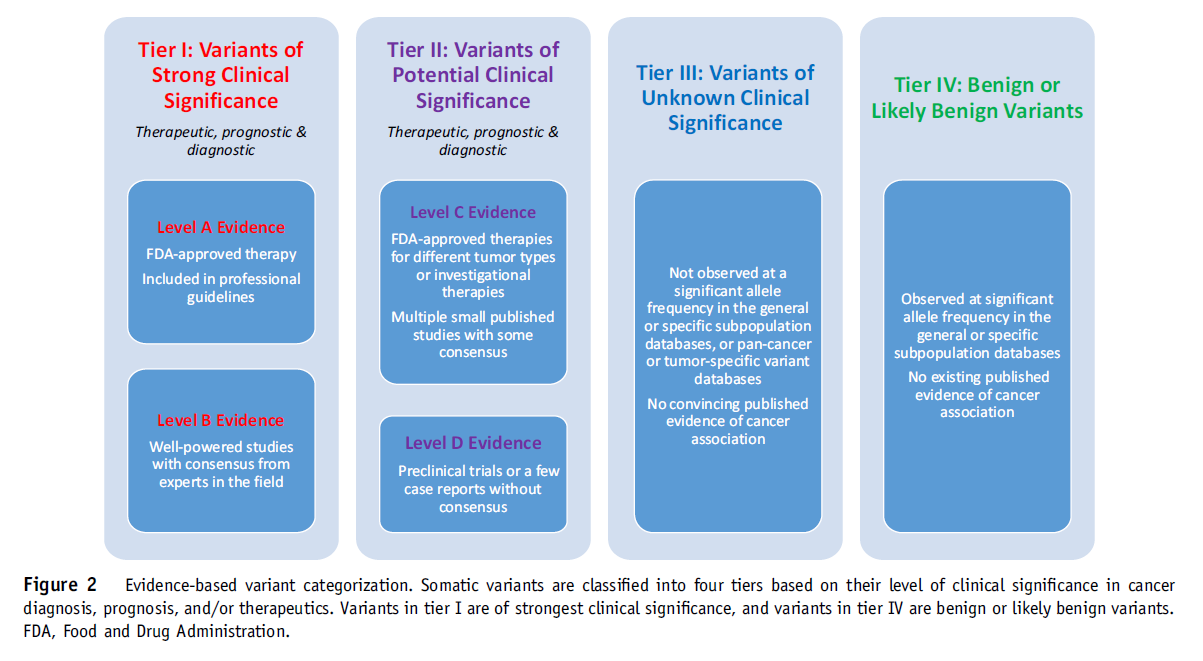 Tier I: Variants of
Strong Clinical
Significance
Therapeutic, prognostic &
diagnostic
Level A Evidence
FDA-approved therapy
Included in professional
guidelines
Level B Evidence
Well-powered studies
with consensus from
experts in the field
Tier II: Variants of
Potential Clinical
Significance
Therapeutic, prognostic &
diagnostic
Level C Evidence
FDA-approved therapies
for different tumor types
or investigational
therapies
Multiple small published
studies with some
consensus
Level D Evidence
Preclinical trials or a few
case reports without
consensus
Tier III: Variants of
Unknown Clinical
Significance
Not observed at a
significant allele
frequency in the general
or specific subpopulation
databases, or pan-cancer
or tumor-specific variant
databases
No convincing published
evidence of cancer
association
Tier IV: Benign or
Likely Benign Variants
Observed at significant
allele frequency in the
general or specific
subpopulation databases
No existing published
evidence of cancer
association
Figure 2 Evidence-based variant categorization. Somatic variants are classified into four tiers based on their level of clinical significance in cancer
diagnosis, prognosis, and/or therapeutics. Variants in tier I are of strongest clinical significance, and variants in tier IV are benign or likely benign variants.
FDA, Food and Drug Administration.